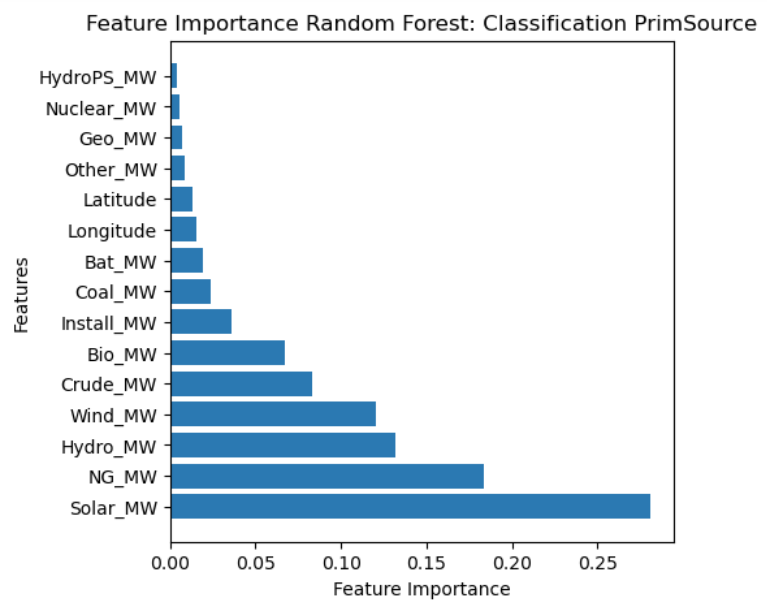 Feature Importance Random Forest: Classification PrimSource
HydroPS_MW
Nuclear_MW
Geo_MW
Other_MW
Latitude
Longitude
Bat_MW
Coal_MW
Install_MW
Bio_MW
Crude_MW
Wind_MW
Hydro_MW
NG_MW
Solar_MW
Features
0.00 0.05 0.10 0.15 0.20 0.25
Feature Importance